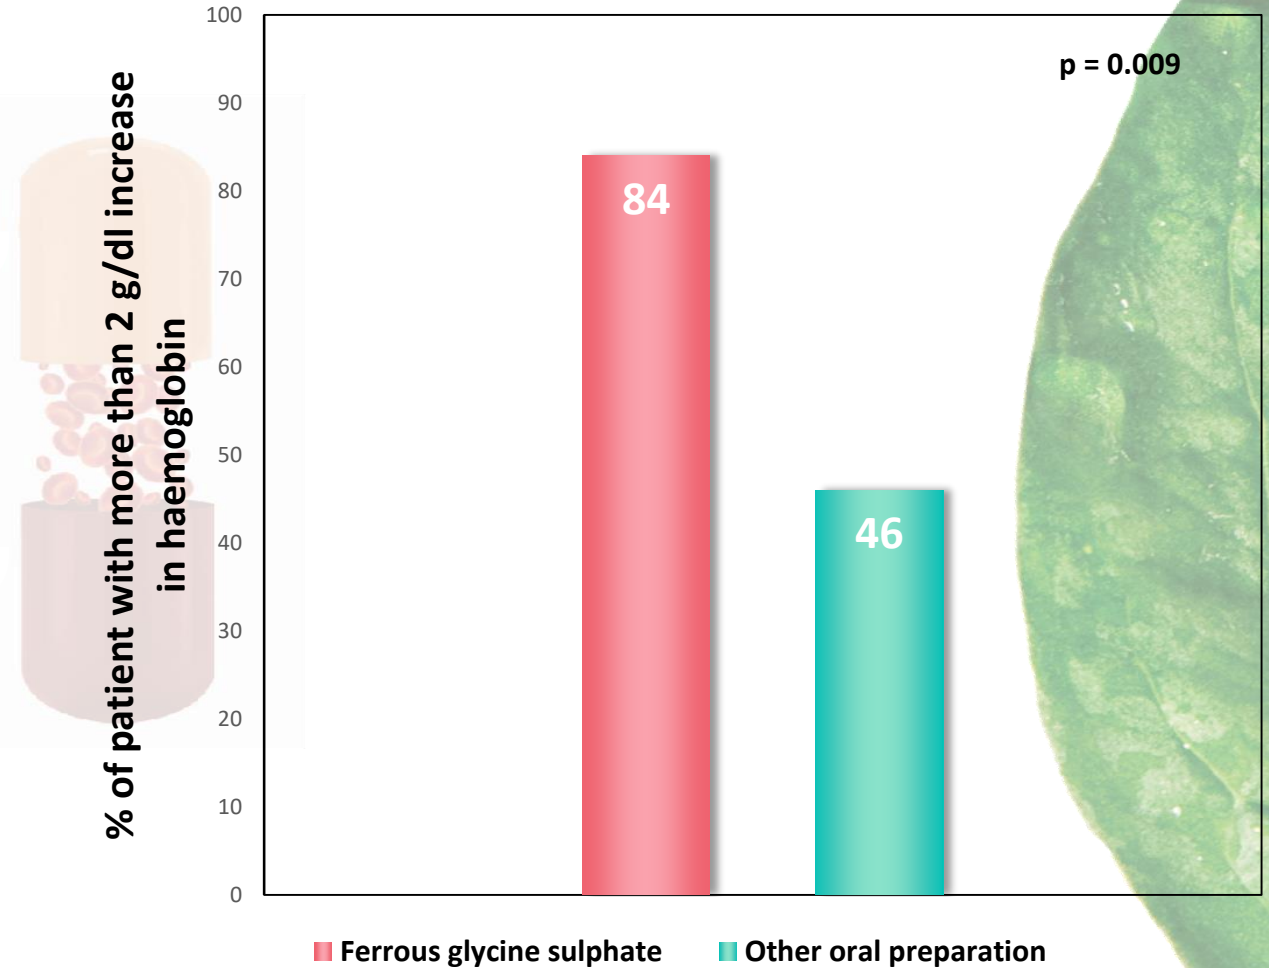 100
p = 0.009
90
80
70
60
50
40
30
20
10
0
% of patient with more than 2 g/dl increase
in haemoglobin
84
46
Ferrous glycine sulphate
Other oral preparation